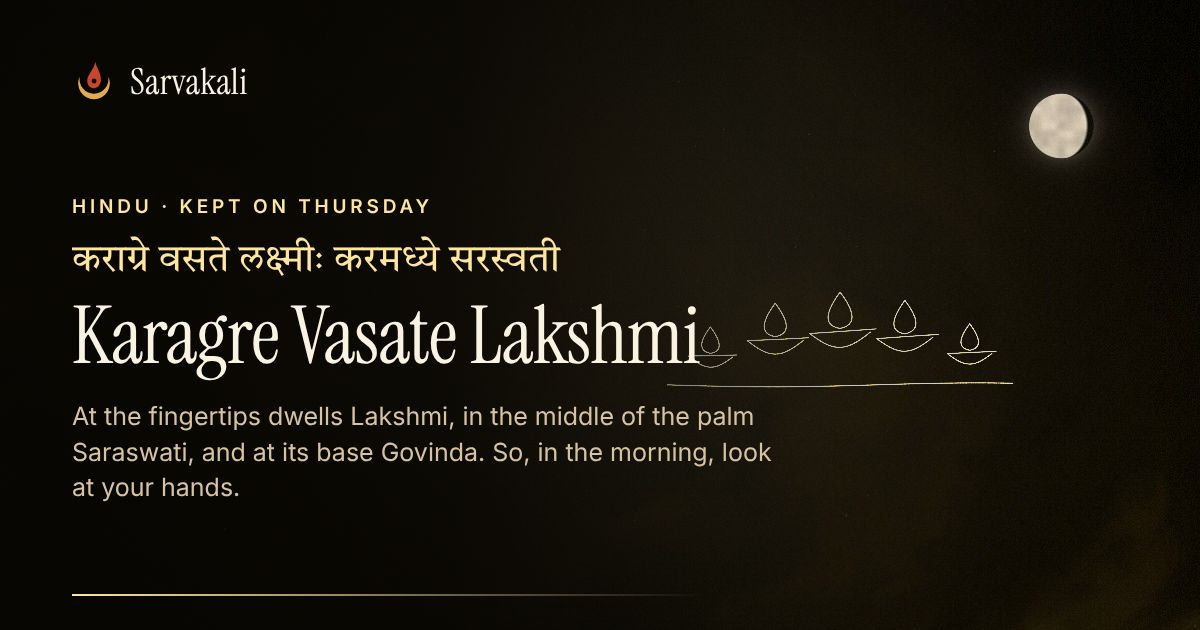 Sarvakali
HINDU · KEPT ON THURSDAY
कराग्रे वसते लक्ष्मीः करमध्ये सरस्वती
Karagre Vasate Lakshmi
At the fingertips dwells Lakshmi, in the middle of the palm
Saraswati, and at its base Govinda. So, in the morning, look
at your hands.